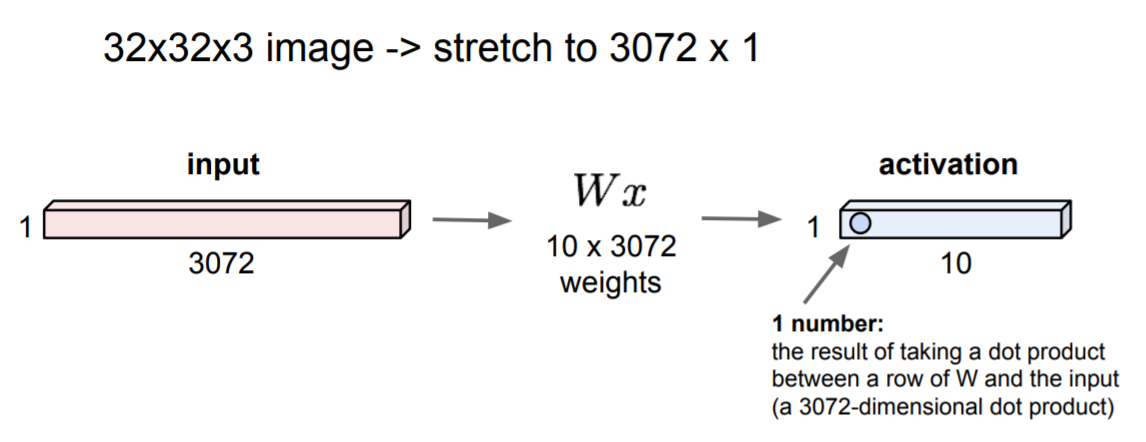 32x32x3 image -> stretch to 3072 x 1
input
1
3072
Wx
10 x 3072
weights
activation
1
10
1 number:
the result of taking a dot product
between a row of W and the input
(a 3072-dimensional dot product)